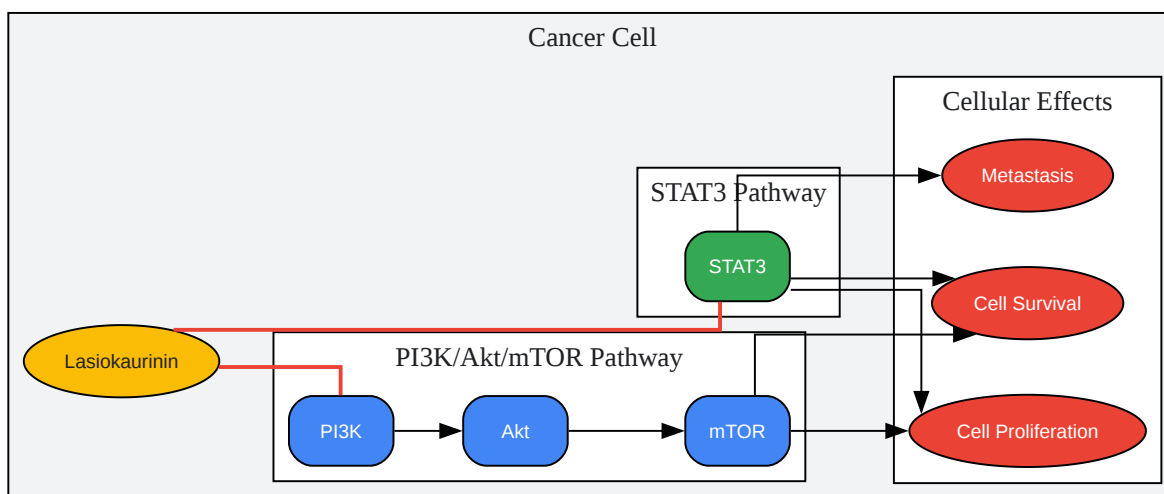 Cancer Cell
Cellular Effects
Metastasis
STAT3 Pathway
STAT3
Cell Survival
Lasiokaurinin
PI3K/Akt/mTOR Pathway
PI3K
Akt
mTOR
Cell Proliferation